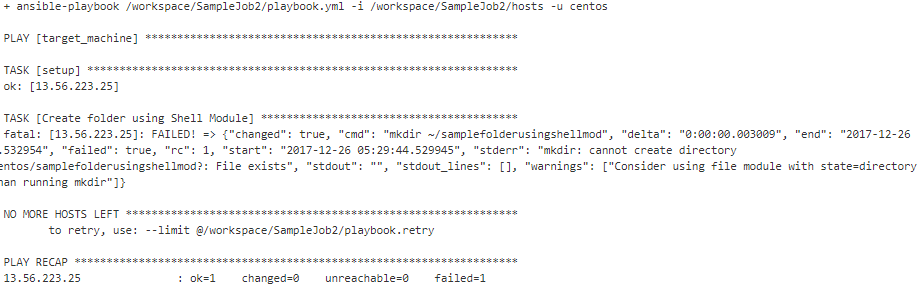 + ansible-playbook /workspace/SampleJob2/playbook.yml -i /workspace/SampleJob2/hosts -u centos
PLAY [target_machine] **********************************************************
TASK [setup] *******************************************************************
ok: [13.56.223.25]
TASK [Create folder using Shell Module] ****************************************
fatal: [13.56.223.25]: FAILED! => {"changed": true, "cmd": "mkdir ~/samplefolderusingshellmod", "delta": "0:00:00.003009", "end": "2017-12-26
.532954", "failed": true, "rc": 1, "start": "2017-12-26 05:29:44.529945", "stderr": "mkdir: cannot create directory
entos/samplefolderusingshellmod?: File exists", "stdout": "", "stdout_lines": [], "warnings": ["Consider using file module with state=directory
han running mkdir"]}
NO MORE HOSTS LEFT *************************************************************
to retry, use: --limit @/workspace/SampleJob2/playbook.retry
PLAY RECAP *********************************************************************
13.56.223.25 : ok=1 changed=0 unreachable=0 failed=1